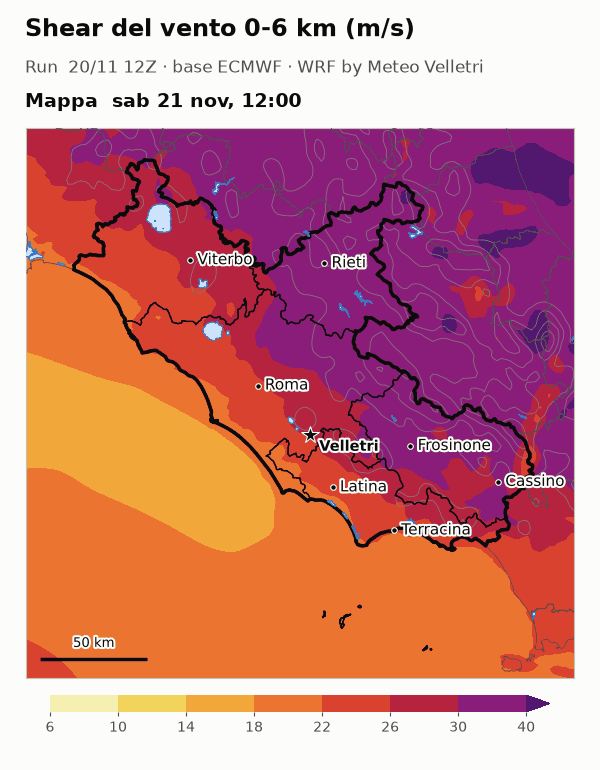 Shear del vento 0-6 km (m/s)
Run 20/11 12Z · base ECMWF · WRF by Meteo Velletri
Mappa sab 21 nov, 12:00
Viterbo
Rieti
Roma
Velletri
Frosinone
Cassino
Latina
Terracina
50 km
6 10 14 18 22 26 30 40